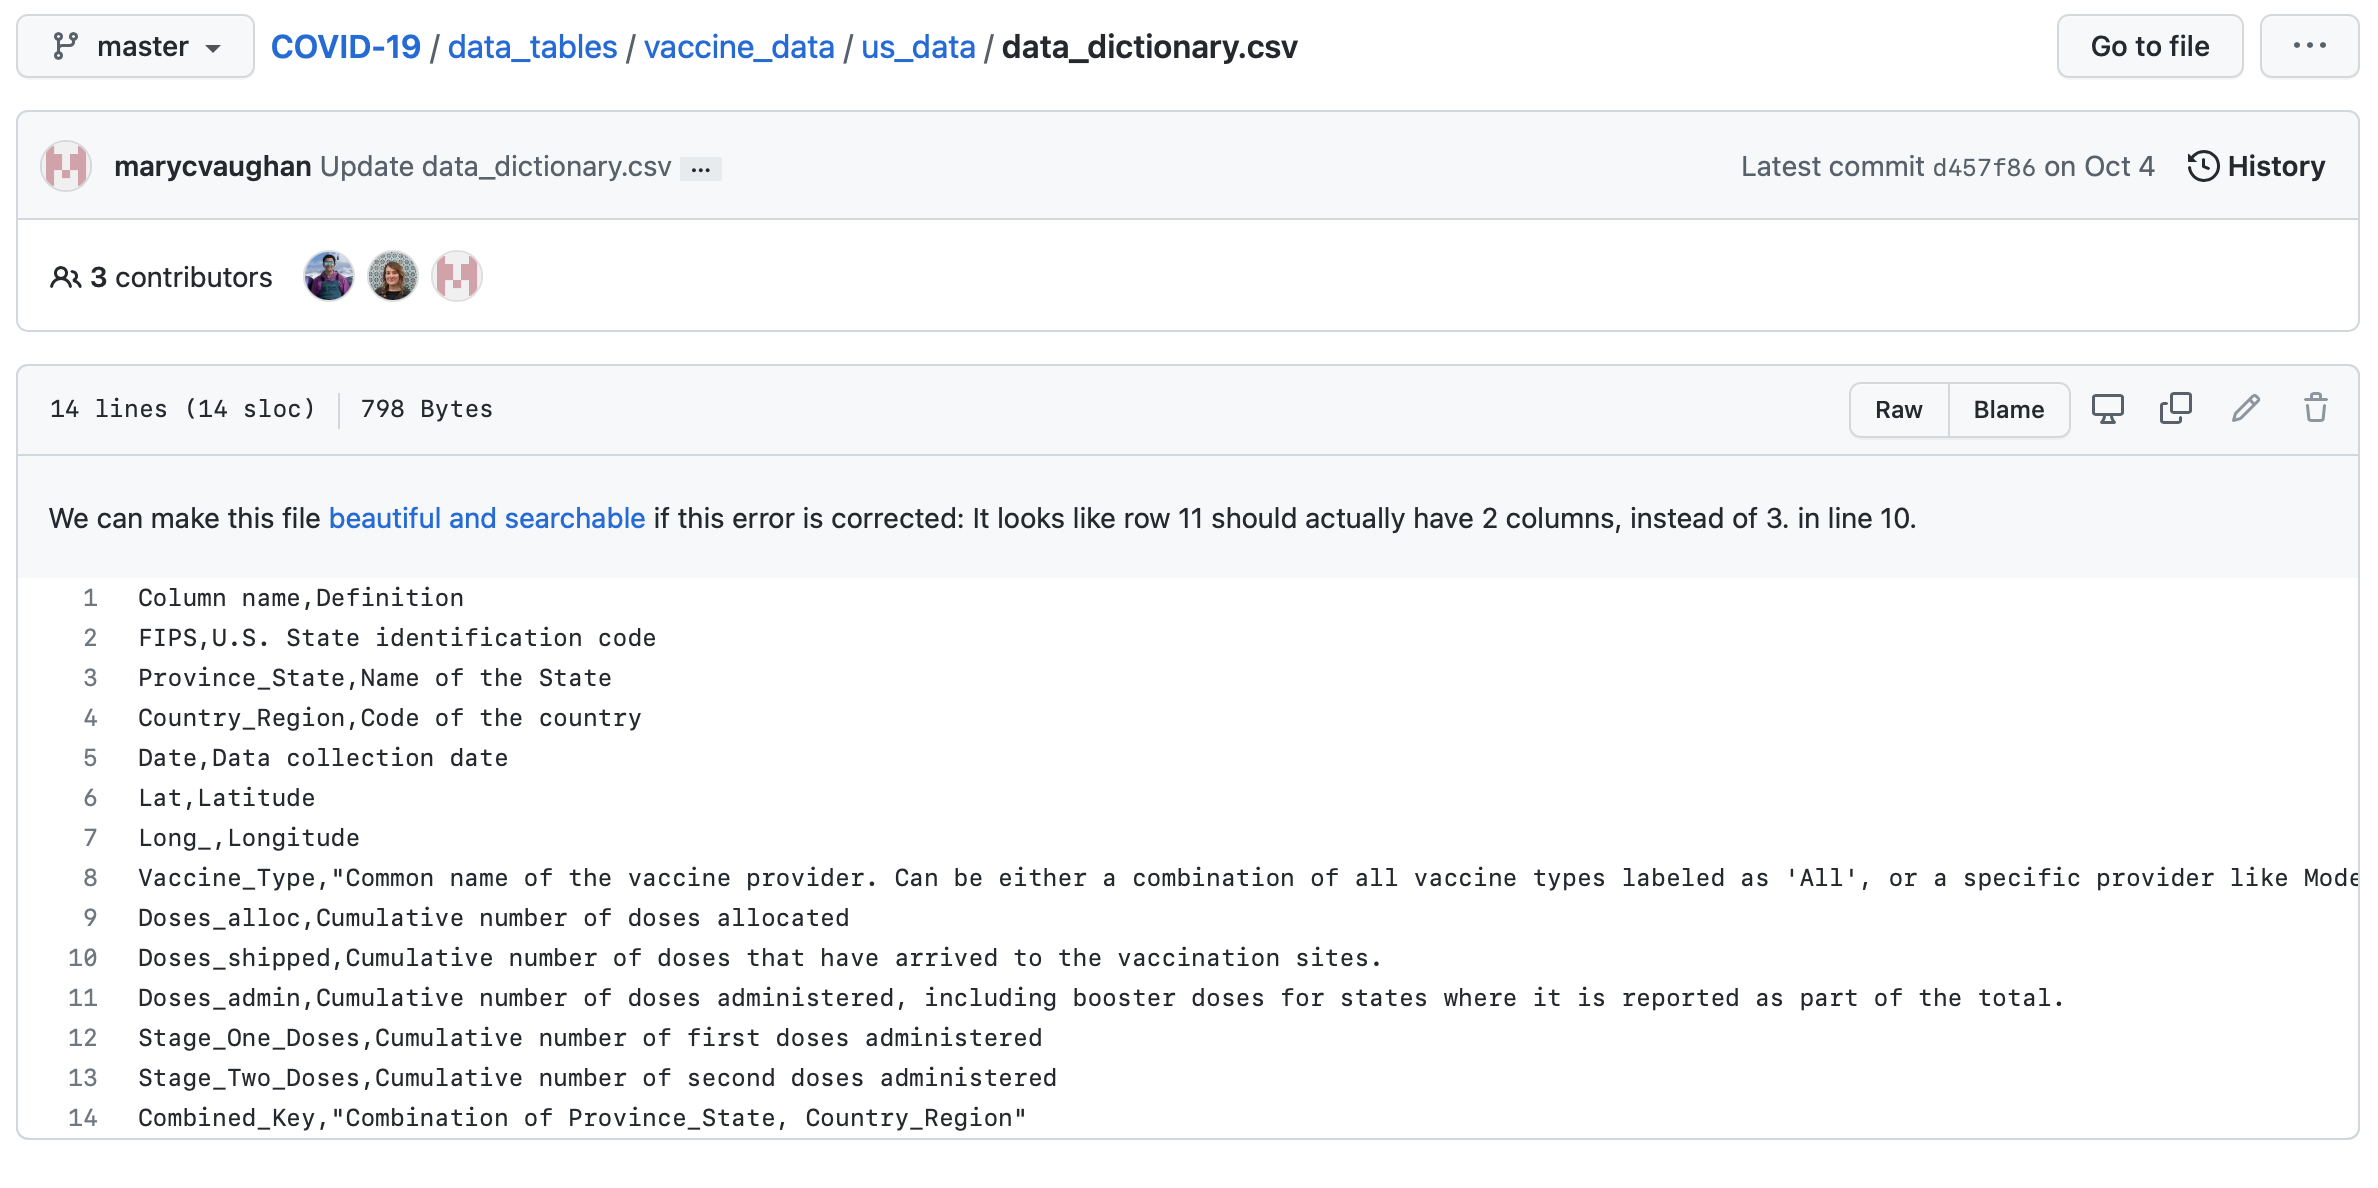 master COVID-19 / data_tables / vaccine_data / us_data / data_dictionary.csv Go to file ...
marycvaughan Update data_dictionary.csv ... Latest commit d457f86 on Oct 4 History
3 contributors
14 lines (14 sloc) 798 Bytes Raw Blame
We can make this file beautiful and searchable if this error is corrected: It looks like row 11 should actually have 2 columns, instead of 3. in line 10.
1 Column name,Definition
2 FIPS,U.S. State identification code
3 Province_State,Name of the State
4 Country_Region,Code of the country
5 Date,Data collection date
6 Lat,Latitude
7 Long_,Longitude
8 Vaccine_Type,"Common name of the vaccine provider. Can be either a combination of all vaccine types labeled as 'All', or a specific provider like Mode
9 Doses_alloc,Cumulative number of doses allocated
10 Doses_shipped,Cumulative number of doses that have arrived to the vaccination sites.
11 Doses_admin,Cumulative number of doses administered, including booster doses for states where it is reported as part of the total.
12 Stage_One_Doses,Cumulative number of first doses administered
13 Stage_Two_Doses,Cumulative number of second doses administered
14 Combined_Key,"Combination of Province_State, Country_Region"